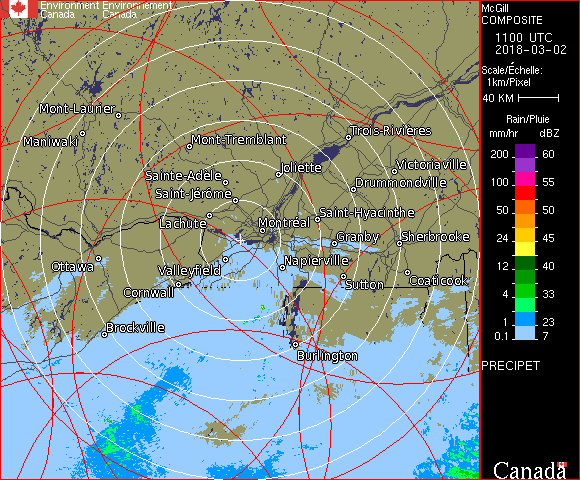 Environment Environnement
Canada Canada
McGill
COMPOSITE
1100 UTC
2018-03-02
Scale/Échelle:
1km/Pixel
40 KM
Rain/Pluie
mm/hr dBZ
200 60
100 55
50 50
24 45
12 40
4 33
1 23
0.1 7
PRECIPET
Canada
Mont-Laurier
Maniwaki
Mont-Tremblant
Trois-Rivières
Sainte-Adèle
Joliette
Victoriaville
Saint-Jérôme
Drummondville
Lachute
Montréal
Saint-Hyacinthe
Granby
Sherbrooke
Ottawa
Valleyfield
Napierville
Cornwall
Sutton
Coaticook
Brockville
Burlington